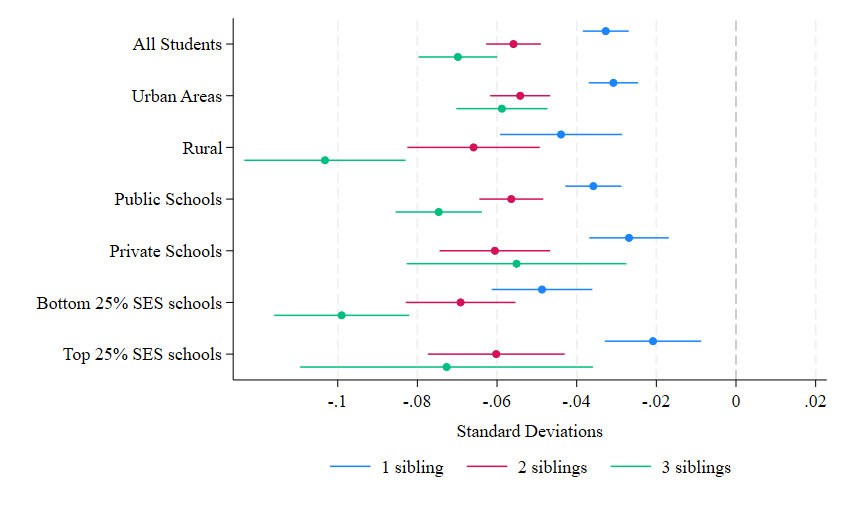 All Students
Urban Areas
Rural
Public Schools
Private Schools
Bottom 25% SES schools
Top 25% SES schools
-.1 -.08 -.06 -.04 -.02 0 .02
Standard Deviations
1 sibling 2 siblings 3 siblings